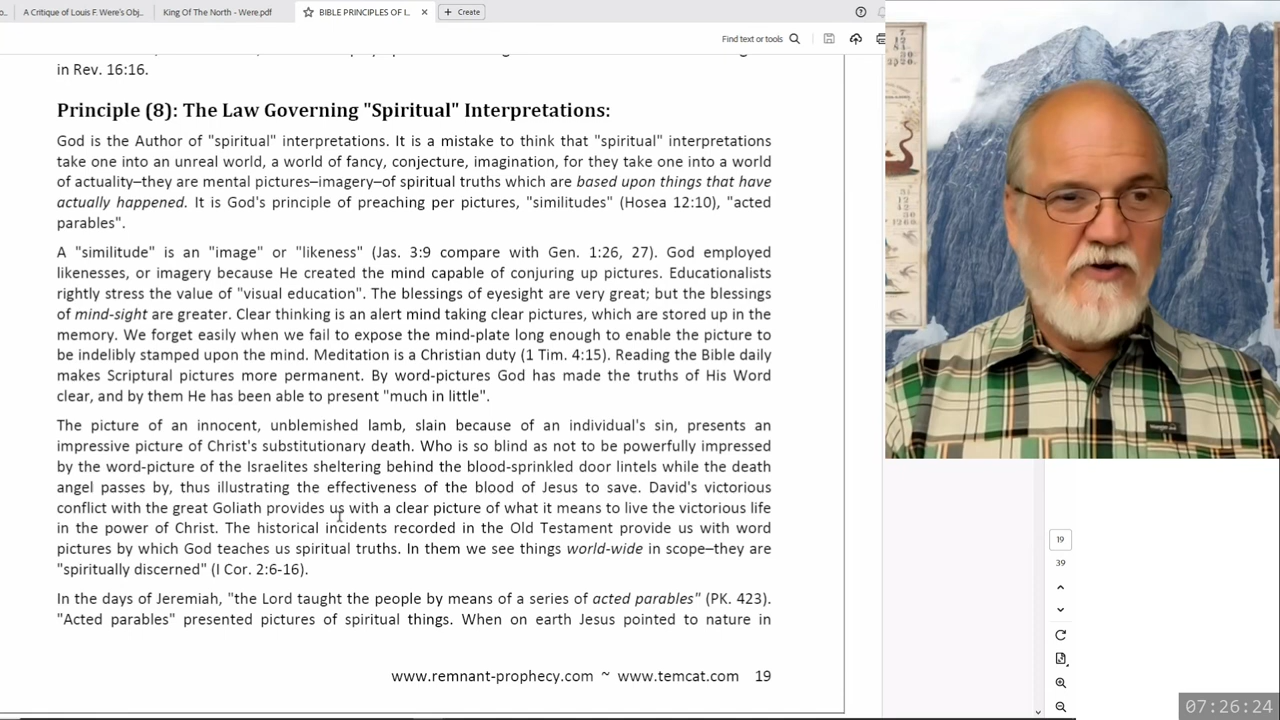 A Critique of Louis F. Were's Obj..
King Of The North - Were.pdf
BIBLE PRINCIPLES OF I..
Create
Find text or tools
in Rev. 16:16.
Principle (8): The Law Governing "Spiritual" Interpretations:
God is the Author of "spiritual" interpretations. It is a mistake to think that "spiritual" interpretations
take one into an unreal world, a world of fancy, conjecture, imagination, for they take one into a world
of actuality–they are mental pictures–imagery–of spiritual truths which are based upon things that have
actually happened. It is God's principle of preaching per pictures, "similitudes" (Hosea 12:10), "acted
parables".
A "similitude" is an "image" or "likeness" (Jas. 3:9 compare with Gen. 1:26, 27). God employed
likenesses, or imagery because He created the mind capable of conjuring up pictures. Educationalists
rightly stress the value of "visual education". The blessings of eyesight are very great; but the blessings
of mind-sight are greater. Clear thinking is an alert mind taking clear pictures, which are stored up in the
memory. We forget easily when we fail to expose the mind-plate long enough to enable the picture to
be indelibly stamped upon the mind. Meditation is a Christian duty (1 Tim. 4:15). Reading the Bible daily
makes Scriptural pictures more permanent. By word-pictures God has made the truths of His Word
clear, and by them He has been able to present "much in little".
The picture of an innocent, unblemished lamb, slain because of an individual's sin, presents an
impressive picture of Christ's substitutionary death. Who is so blind as not to be powerfully impressed
by the word-picture of the Israelites sheltering behind the blood-sprinkled door lintels while the death
angel passes by, thus illustrating the effectiveness of the blood of Jesus to save. David's victorious
conflict with the great Goliath provides us with a clear picture of what it means to live the victorious life
in the power of Christ. The historical incidents recorded in the Old Testament provide us with word
pictures by which God teaches us spiritual truths. In them we see things world-wide in scope–they are
"spiritually discerned" (I Cor. 2:6-16).
In the days of Jeremiah, "the Lord taught the people by means of a series of acted parables" (PK. 423).
"Acted parables" presented pictures of spiritual things. When on earth Jesus pointed to nature in
www.remnant-prophecy.com ~ www.temcat.com 19
19
39
07:26:24